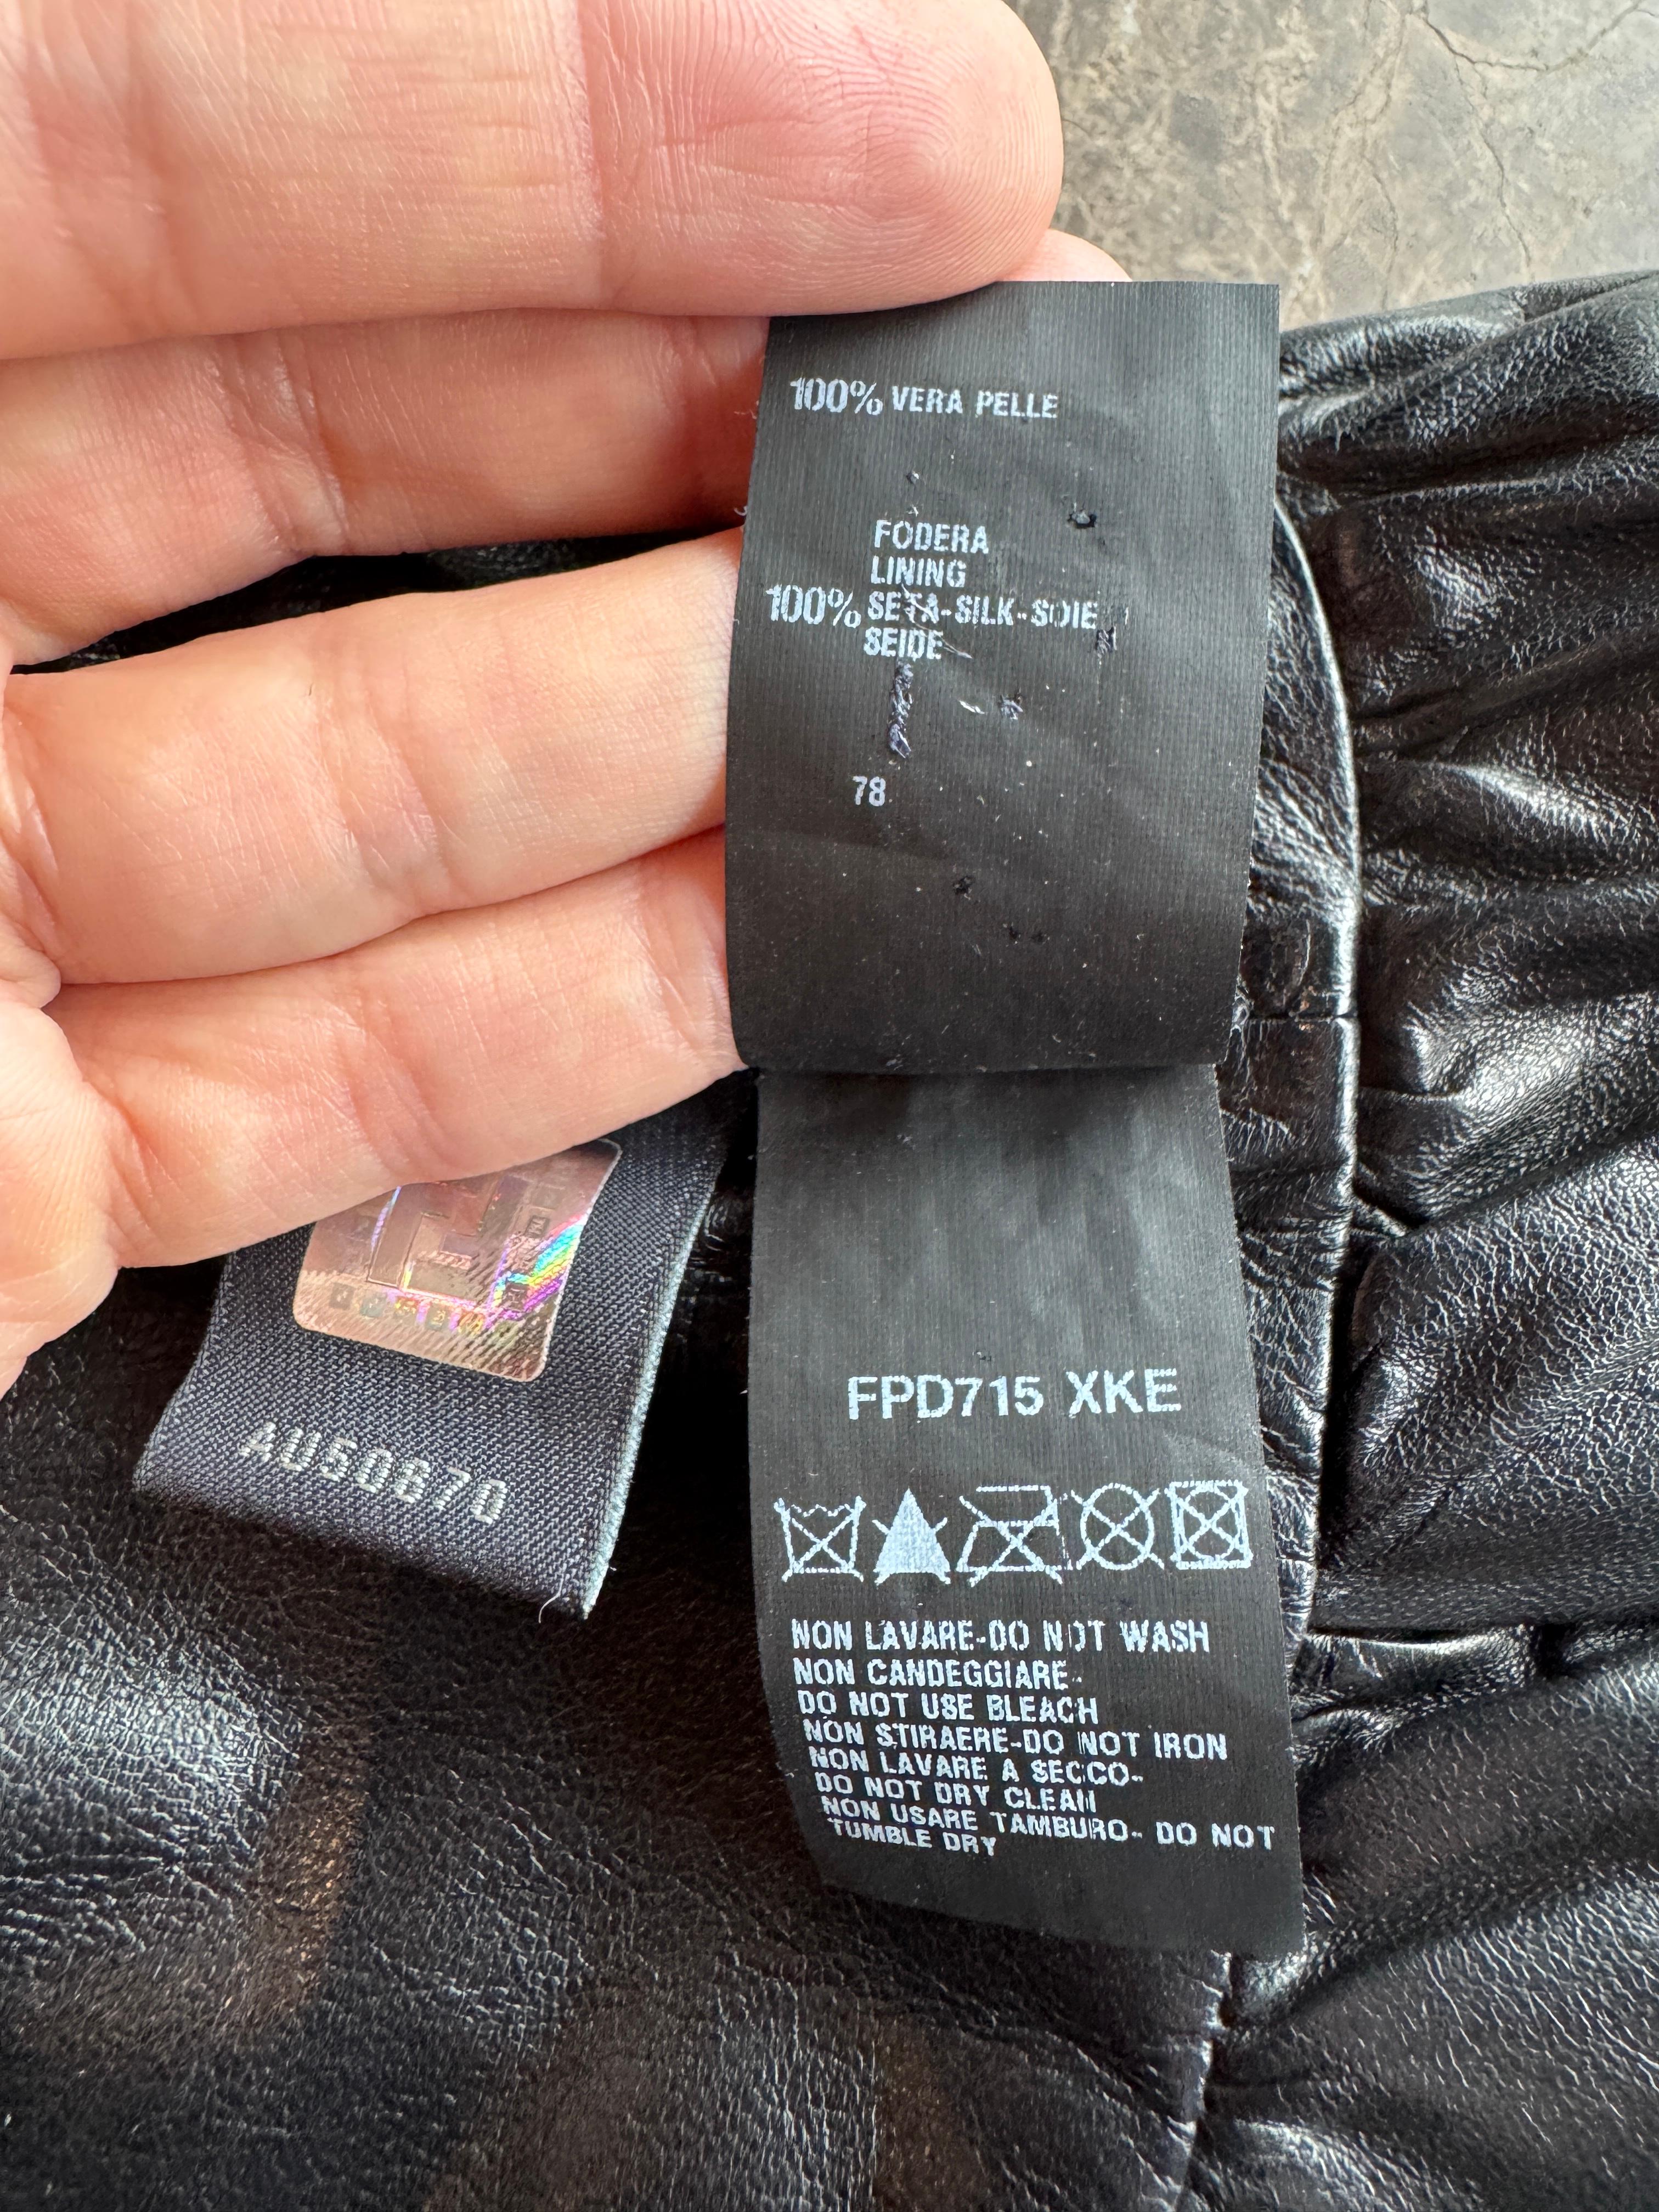 100% VERA PELLE
FODERA
LINING
100% SETA-SILK-SOIE
SEIDE
78
AU50670
FPD715 XKE
NON LAVARE-DO NOT WASH
NON CANDEGGIARE-
DO NOT USE BLEACH
NON STIRAERE-DO NOT IRON
NON LAVARE A SECCO-
DO NOT DRY CLEAN
NON USARE TAMBURO- DO NOT
TUMBLE DRY